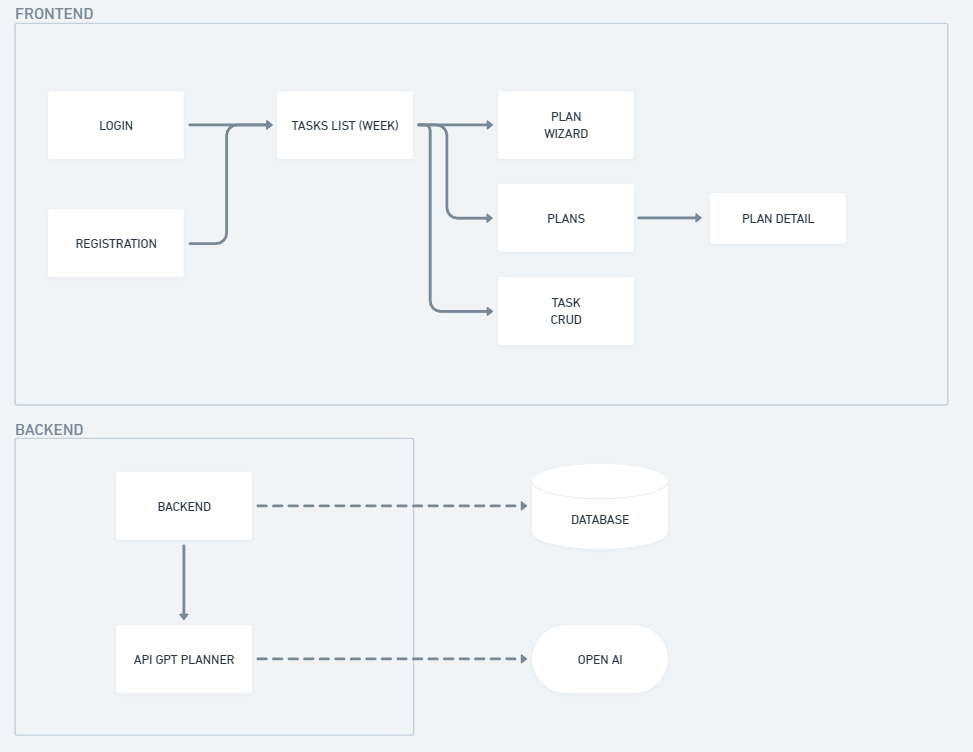 FRONTEND
LOGIN
TASKS LIST (WEEK)
PLAN
WIZARD
REGISTRATION
PLANS
PLAN DETAIL
TASK
CRUD
BACKEND
BACKEND
DATABASE
API GPT PLANNER
OPEN AI